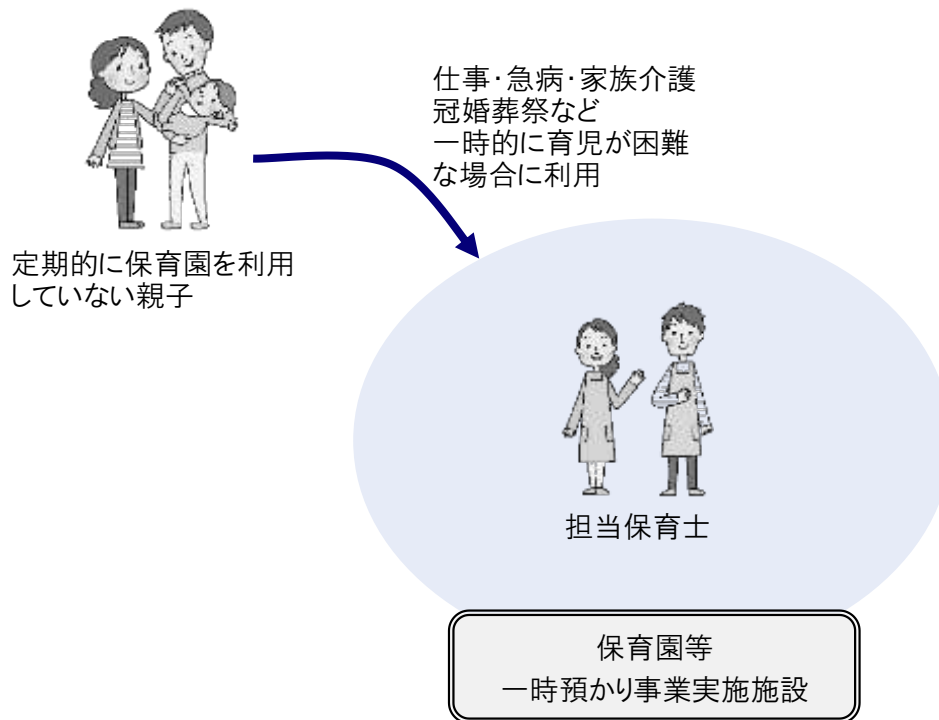 仕事・急病・家族介護
冠婚葬祭など
一時的に育児が困難
な場合に利用
定期的に保育園を利用
していない親子
担当保育士
保育園等
一時預かり事業実施施設